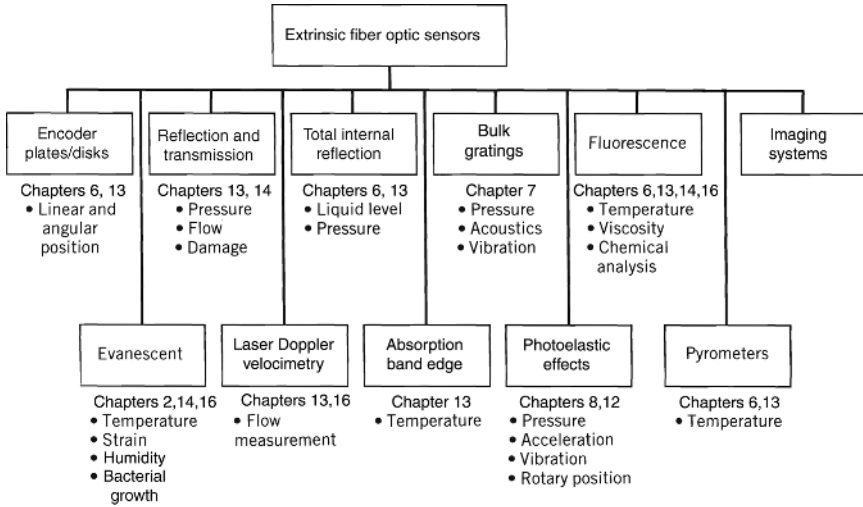 Extrinsic fiber optic sensors
Encoder
plates/disks
Chapters 6, 13
• Linear and
angular
position
Reflection and
transmission
Chapters 13, 14
• Pressure
• Flow
• Damage
Total internal
reflection
Chapters 6, 13
• Liquid level
• Pressure
Bulk
gratings
Chapter 7
• Pressure
• Acoustics
• Vibration
Fluorescence
Chapters 6,13,14,16
• Temperature
• Viscosity
• Chemical
analysis
Imaging
systems
Evanescent
Chapters 2,14,16
• Temperature
• Strain
• Humidity
• Bacterial
growth
Laser Doppler
velocimetry
Chapters 13,16
• Flow
measurement
Absorption
band edge
Chapter 13
• Temperature
Photoelastic
effects
Chapters 8,12
• Pressure
• Acceleration
• Vibration
• Rotary position
Pyrometers
Chapters 6,13
• Temperature